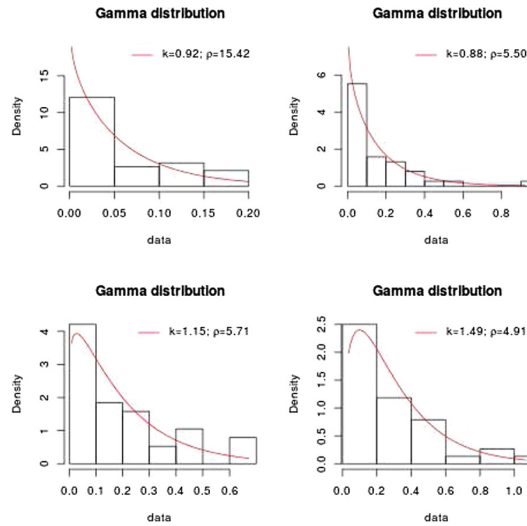 Gamma distribution
k=0.92; ρ=15.42
Density
15
10
5
0
0.00 0.05 0.10 0.15 0.20
data
Gamma distribution
k=0.88; ρ=5.50
Density
6
4
2
0
0.0 0.2 0.4 0.6 0.8
data
Gamma distribution
k=1.15; ρ=5.71
Density
4
3
2
1
0
0.0 0.1 0.2 0.3 0.4 0.5 0.6
data
Gamma distribution
k=1.49; ρ=4.91
Density
2.5
2.0
1.5
1.0
0.5
0.0
0.0 0.2 0.4 0.6 0.8 1.0
data